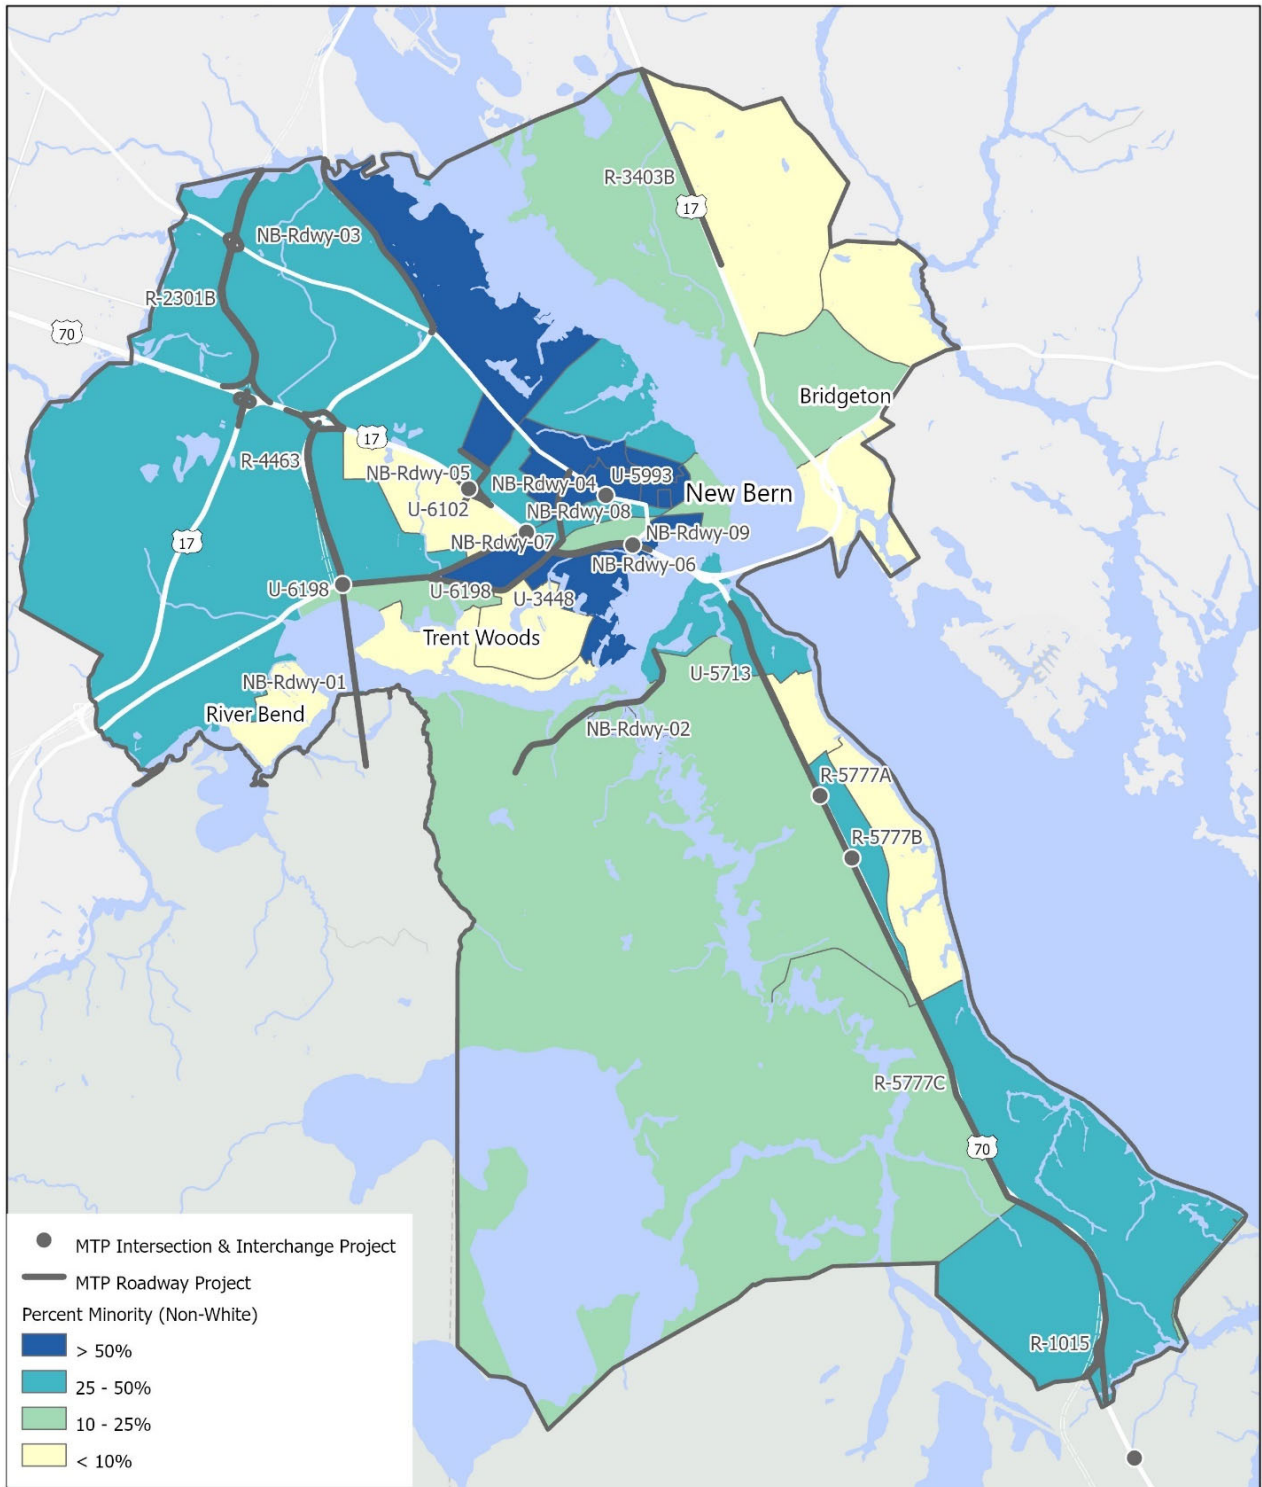 R-3403B
17
NB-Rdwy-03
R-2301B
70
Bridgeton
17
R-4463
NB-Rdwy-05
NB-Rdwy-04
U-5993
New Bern
U-6102
NB-Rdwy-08
NB-Rdwy-09
NB-Rdwy-07
17
NB-Rdwy-06
U-6198
U-6198
U-3448
Trent Woods
NB-Rdwy-01
U-5713
River Bend
NB-Rdwy-02
R-5777A
R-5777B
R-5777C
70
R-1015
MTP Intersection & Interchange Project
MTP Roadway Project
Percent Minority (Non-White)
> 50%
25 - 50%
10 - 25%
< 10%